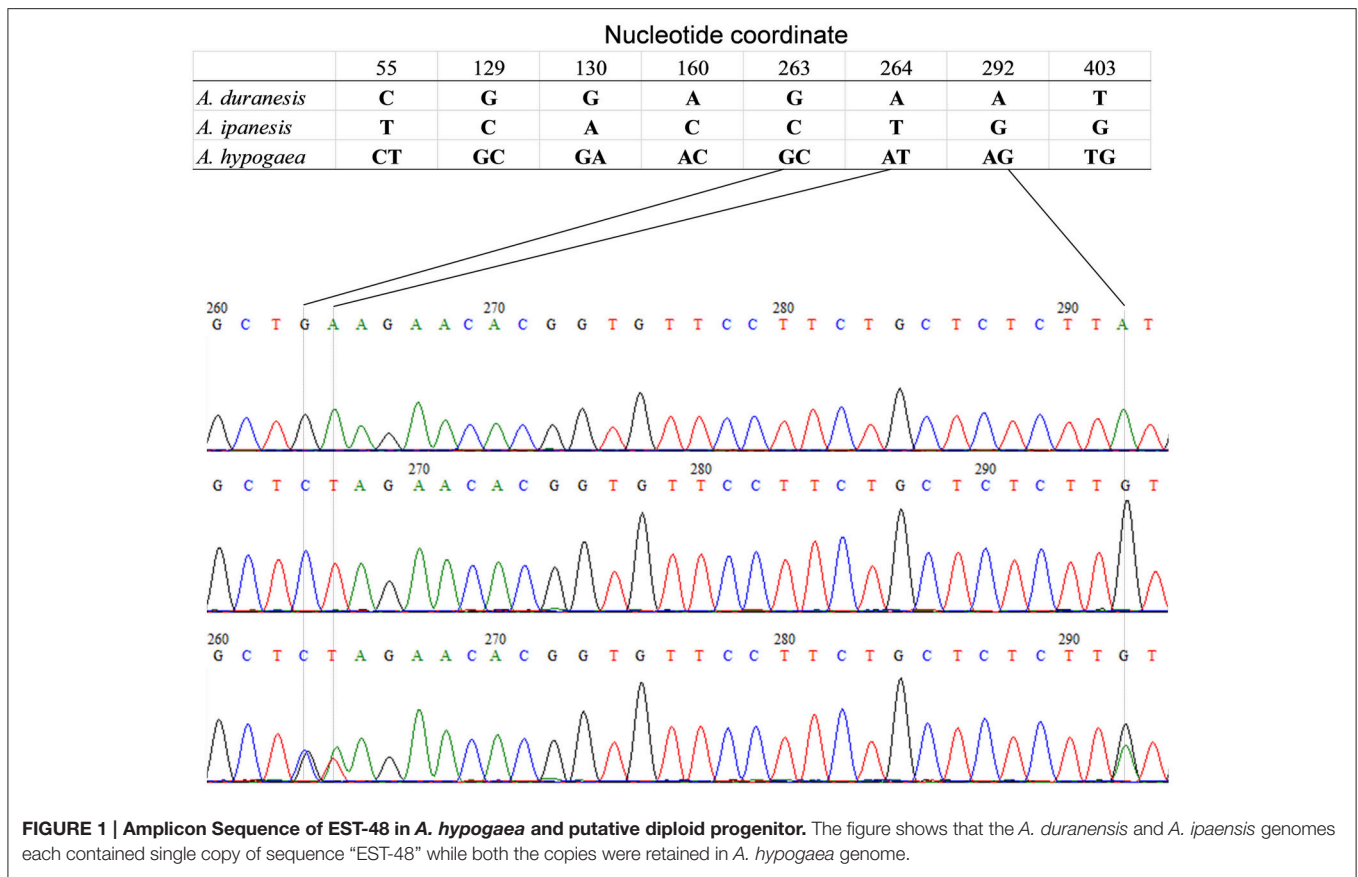 Nucleotide coordinate
55 129 130 160 263 264 292 403
A. duranesis C G G A G A A T
A. ipanesis T C A C C T G G
A. hypogaea CT GC GA AC GC AT AG TG
260 270 280 290
G C T G A A G A A C A C G G T G T T C C T T C T G C T C T C T T A T
270 280 290
G C T C T A G A A C A C G G T G T T C C T T C T G C T C T C T T G T
260 270 280 290
G C T C T A G A A C A C G G T G T T C C T T C T G C T C T C T T G T
FIGURE 1 | Amplicon Sequence of EST-48 in A. hypogaea and putative diploid progenitor. The figure shows that the A. duranensis and A. ipaensis genomes
each contained single copy of sequence “EST-48” while both the copies were retained in A. hypogaea genome.